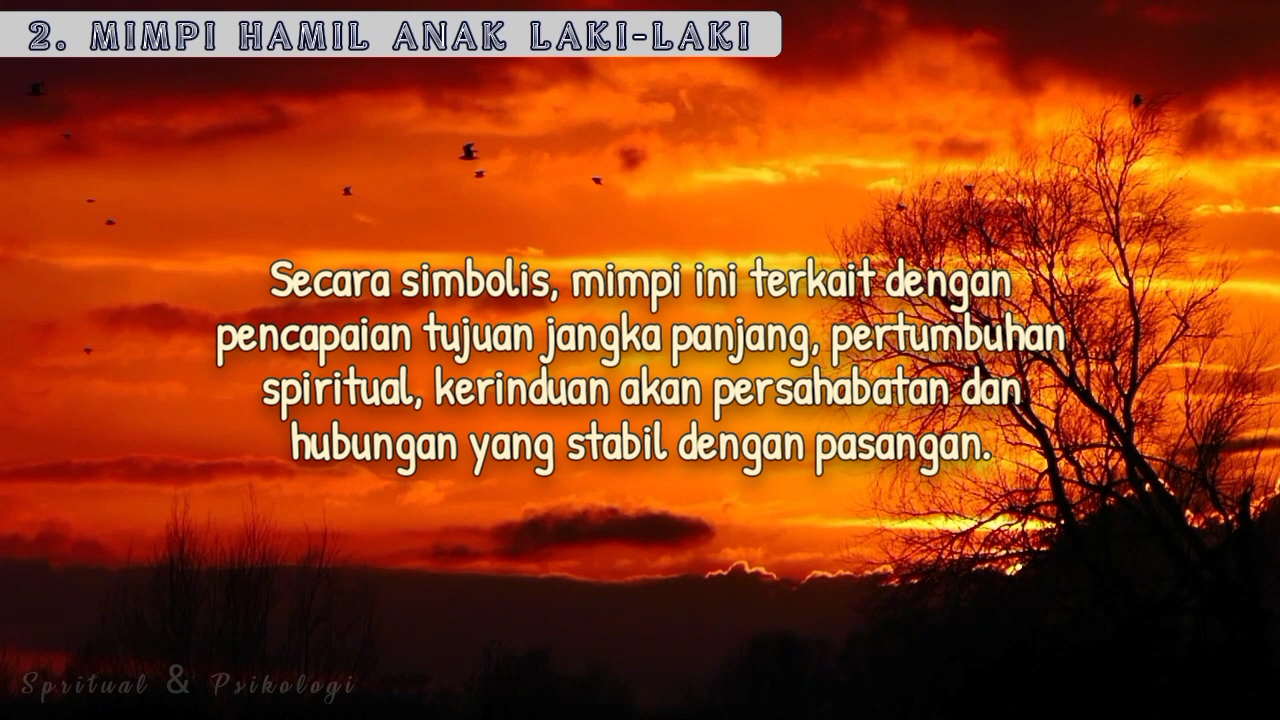 2. MIMPI HAMIL ANAK LAKI-LAKI
Secara simbolis, mimpi ini terkait dengan
pencapaian tujuan jangka panjang, pertumbuhan
spiritual, kerinduan akan persahabatan dan
hubungan yang stabil dengan pasangan.
Spritual & Psikologi